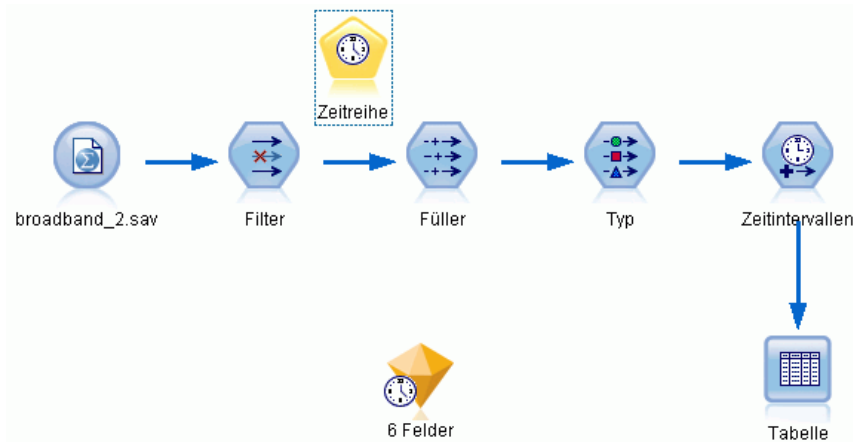 Zeitreihe
broadband_2.sav
Filter
Füller
Typ
Zeitintervallen
6 Felder
Tabelle